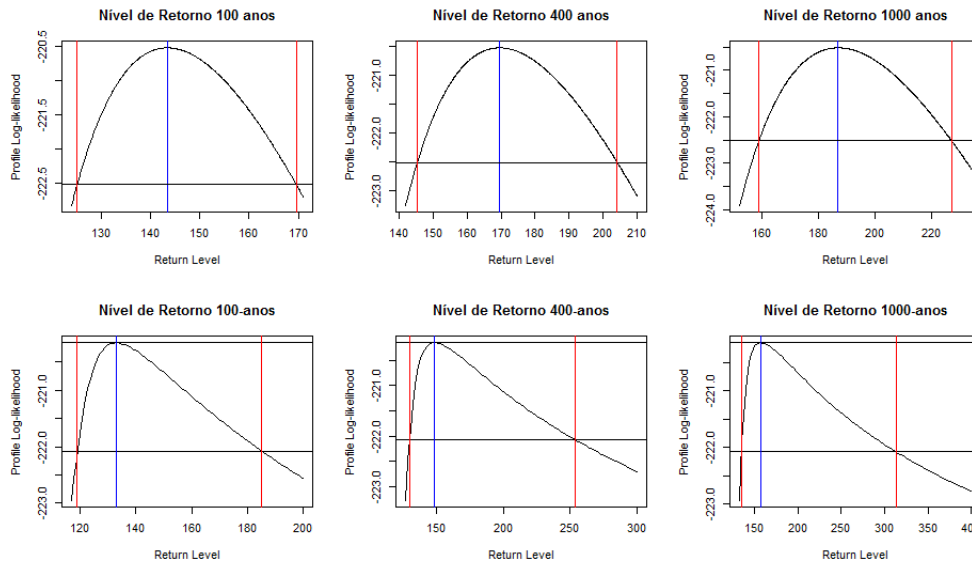 Nível de Retorno 100 anos
Profile Log-likelihood
-220.5
-221.5
-222.5
130 140 150 160 170
Return Level
Nível de Retorno 400 anos
Profile Log-likelihood
-221.0
-222.0
-223.0
140 150 160 170 180 190 200 210
Return Level
Nível de Retorno 1000 anos
Profile Log-likelihood
-221.0
-222.0
-223.0
-224.0
160 180 200 220
Return Level
Nível de Retorno 100-anos
Profile Log-likelihood
-221.0
-222.0
-223.0
120 140 160 180 200
Return Level
Nível de Retorno 400-anos
Profile Log-likelihood
-221.0
-222.0
-223.0
150 200 250 300
Return Level
Nível de Retorno 1000-anos
Profile Log-likelihood
-221.0
-222.0
-223.0
150 200 250 300 350
Return Level